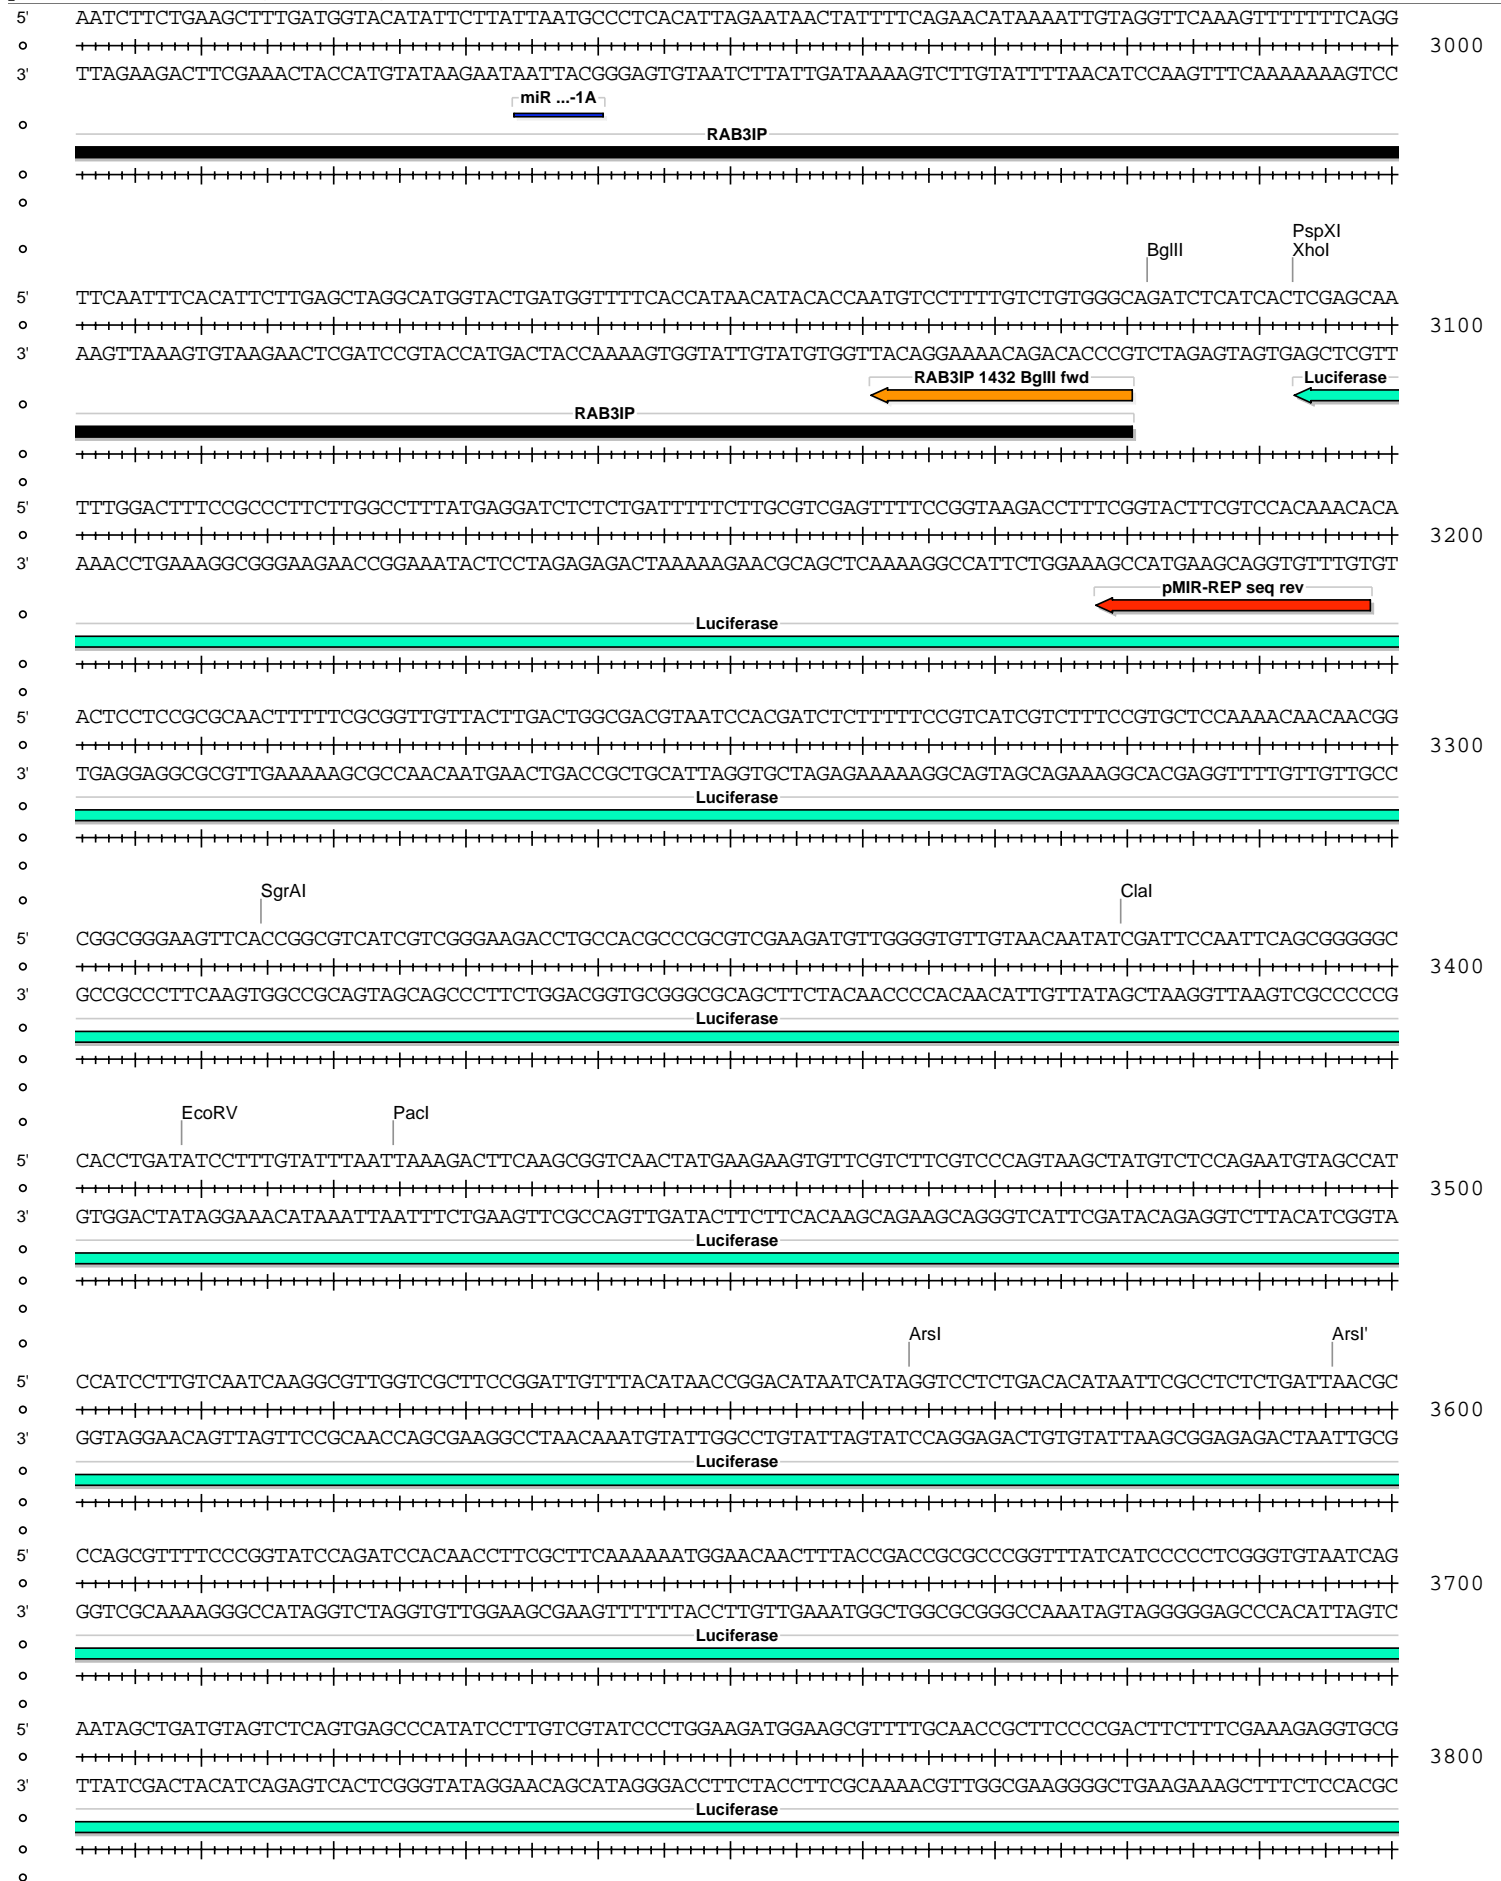 5' AATCTTCTGAAGCTTTGATGGTACATATTCTTATTAATGCCCTCACATTAGAATAACTATTTTCAGAACATAAAATTGTAGGTTCAAAGTTTTTTTCAGG
3000
3' TTAGAAGACTTCGAAACTACCATGTATAAGAATAATTACGGGAGTGTAATCTTATTGATAAAAGTCTTGTATTTTAACATCCAAGTTTCAAAAAAAGTCC
miR ...-1A
RAB3IP
PspXI
BglII XhoI
5' TTCAATTTCACATTCTTGAGCTAGGCATGGTACTGATGGTTTTCACCATAACATACACCAATGTCCTTTTGTCTGTGGGCAGATCTCATCACTCGAGCAA
3100
3' AAGTTAAAGTGTAAGAACTCGATCCGTACCATGACTACCAAAAGTGGTATTGTATGTGGTTACAGGAAAACAGACACCCGTCTAGAGTAGTGAGCTCGTT
RAB3IP 1432 BglII fwd Luciferase
RAB3IP
5' TTTGGACTTTCCGCCCTTCTTGGCCTTTATGAGGATCTCTCTGATTTTTCTTGCGTCGAGTTTTCCGGTAAGACCTTTCGGTACTTCGTCCACAAACACA
3200
3' AAACCTGAAAGGCGGGAAGAACCGGAAATACTCCTAGAGAGACTAAAAAGAACGCAGCTCAAAAGGCCATTCTGGAAAGCCATGAAGCAGGTGTTTGTGT
pMIR-REP seq rev
Luciferase
5' ACTCCTCCGCGCAACTTTTTCGCGGTTGTTACTTGACTGGCGACGTAATCCACGATCTCTTTTTCCGTCATCGTCTTTCCGTGCTCCAAAACAACAACGG
3300
3' TGAGGAGGCGCGTTGAAAAAGCGCCAACAATGAACTGACCGCTGCATTAGGTGCTAGAGAAAAAGGCAGTAGCAGAAAGGCACGAGGTTTTGTTGTTGCC
Luciferase
SgrAI ClaI
5' CGGCGGGAAGTTCACCGGCGTCATCGTCGGGAAGACCTGCCACGCCCGCGTCGAAGATGTTGGGGTGTTGTAACAATATCGATTCCAATTCAGCGGGGGC
3400
3' GCCGCCCTTCAAGTGGCCGCAGTAGCAGCCCTTCTGGACGGTGCGGGCGCAGCTTCTACAACCCCACAACATTGTTATAGCTAAGGTTAAGTCGCCCCCG
Luciferase
EcoRV PacI
5' CACCTGATATCCTTTGTATTTAATTAAAGACTTCAAGCGGTCAACTATGAAGAAGTGTTCGTCTTCGTCCCAGTAAGCTATGTCTCCAGAATGTAGCCAT
3500
3' GTGGACTATAGGAAACATAAATTAATTTCTGAAGTTCGCCAGTTGATACTTCTTCACAAGCAGAAGCAGGGTCATTCGATACAGAGGTCTTACATCGGTA
Luciferase
ArsI ArsI'
5' CCATCCTTGTCAATCAAGGCGTTGGTCGCTTCCGGATTGTTTACATAACCGGACATAATCATAGGTCCTCTGACACATAATTCGCCTCTCTGATTAACGC
3600
3' GGTAGGAACAGTTAGTTCCGCAACCAGCGAAGGCCTAACAAATGTATTGGCCTGTATTAGTATCCAGGAGACTGTGTATTAAGCGGAGAGACTAATTGCG
Luciferase
5' CCAGCGTTTTCCCGGTATCCAGATCCACAACCTTCGCTTCAAAAAATGGAACAACTTTACCGACCGCGCCCGGTTTATCATCCCCCTCGGGTGTAATCAG
3700
3' GGTCGCAAAAGGGCCATAGGTCTAGGTGTTGGAAGCGAAGTTTTTTACCTTGTTGAAATGGCTGGCGCGGGCCAAATAGTAGGGGGAGCCCACATTAGTC
Luciferase
5' AATAGCTGATGTAGTCTCAGTGAGCCCATATCCTTGTCGTATCCCTGGAAGATGGAAGCGTTTTGCAACCGCTTCCCCGACTTCTTTCGAAAGAGGTGCG
3800
3' TTATCGACTACATCAGAGTCACTCGGGTATAGGAACAGCATAGGGACCTTCTACCTTCGCAAAACGTTGGCGAAGGGGCTGAAGAAAGCTTTCTCCACGC
Luciferase